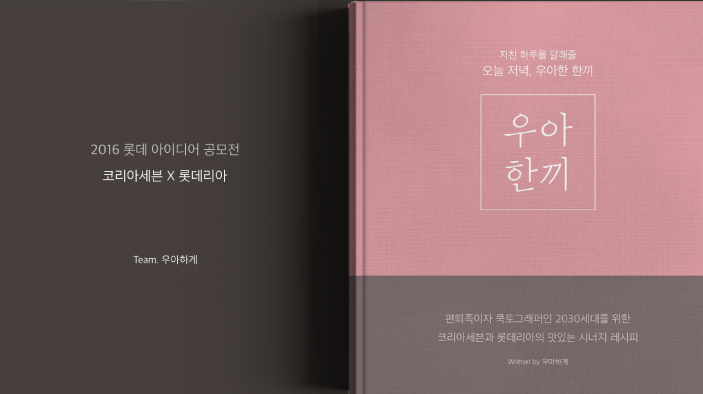 2016 롯데 아이디어 공모전
코리아세븐 X 롯데리아
Team. 우아하게
지친 하루를 달래줄
오늘 저녁, 우아한 한끼
우아
한끼
편퇴족이자 쿡토그래퍼인 2030세대를 위한
코리아세븐과 롯데리아의 맛있는 시너지 레시피
Written by 우아하게